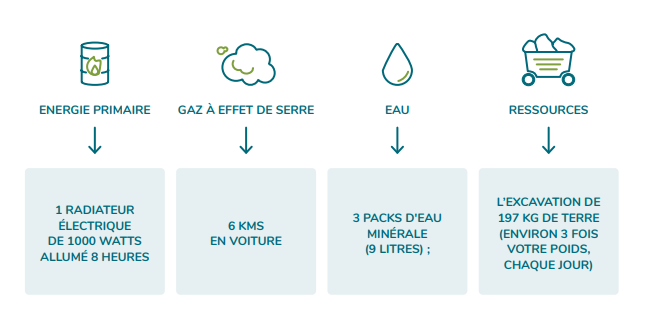 ENERGIE PRIMAIRE
GAZ À EFFET DE SERRE
EAU
RESSOURCES
1 RADIATEUR
ÉLECTRIQUE
DE 1000 WATTS
ALLUMÉ 8 HEURES
6 KMS
EN VOITURE
3 PACKS D'EAU
MINÉRALE
(9 LITRES) ;
L'EXCAVATION DE
197 KG DE TERRE
(ENVIRON 3 FOIS
VOTRE POIDS,
CHAQUE JOUR)